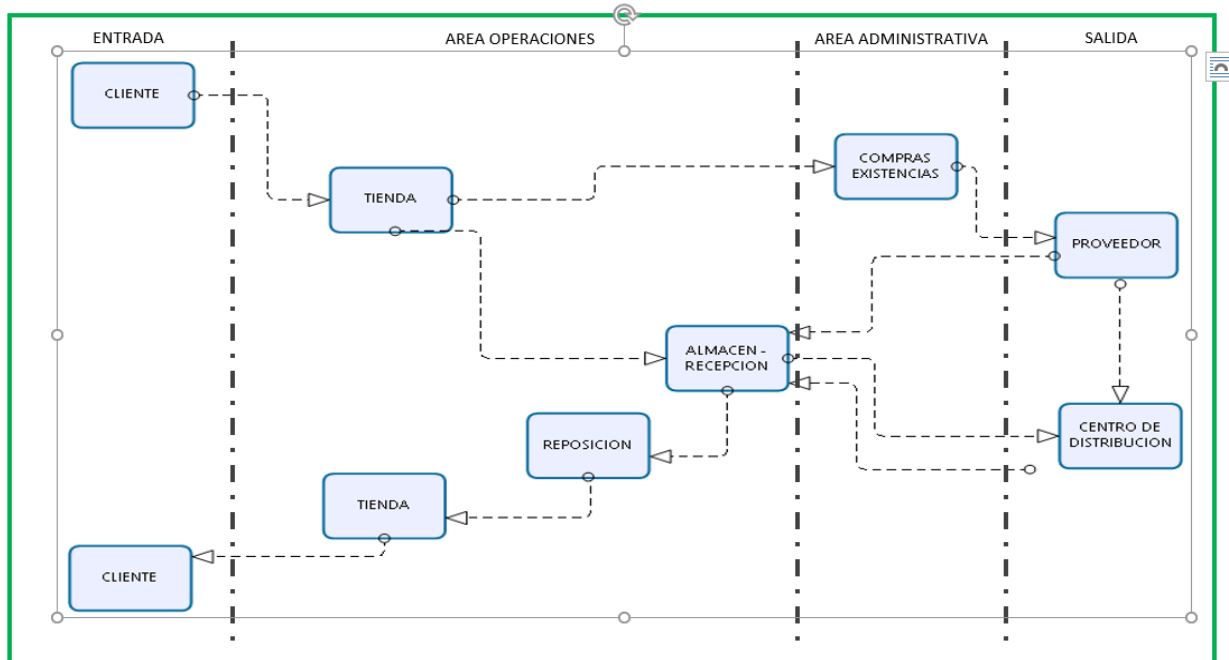 ENTRADA
AREA OPERACIONES
AREA ADMINISTRATIVA
SALIDA
CLIENTE
TIENDA
COMPRAS
EXISTENCIAS
PROVEEDOR
ALMACEN -
RECEPCION
CENTRO DE
DISTRIBUCION
REPOSICION
TIENDA
CLIENTE